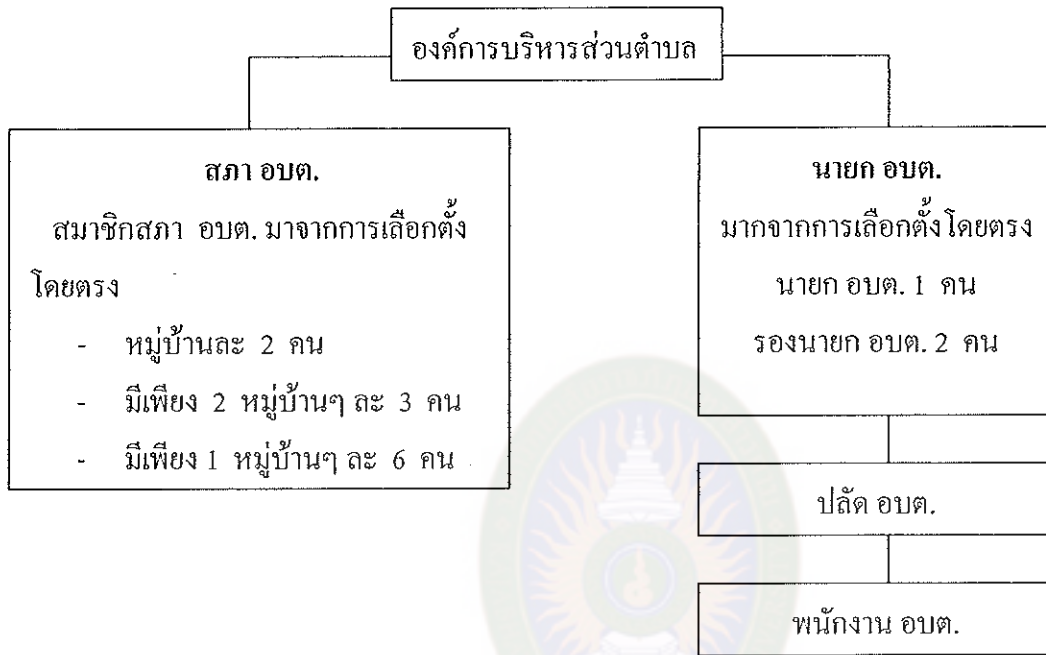 องค์การบริหารส่วนตำบล
สภา อบต.
สมาชิกสภา อบต. มาจากการเลือกตั้ง
โดยตรง
- หมู่บ้านละ 2 คน
- มีเพียง 2 หมู่บ้านๆ ละ 3 คน
- มีเพียง 1 หมู่บ้านๆ ละ 6 คน
นายก อบต.
มากจากการเลือกตั้งโดยตรง
นายก อบต. 1 คน
รองนายก อบต. 2 คน
ปลัด อบต.
พนักงาน อบต.